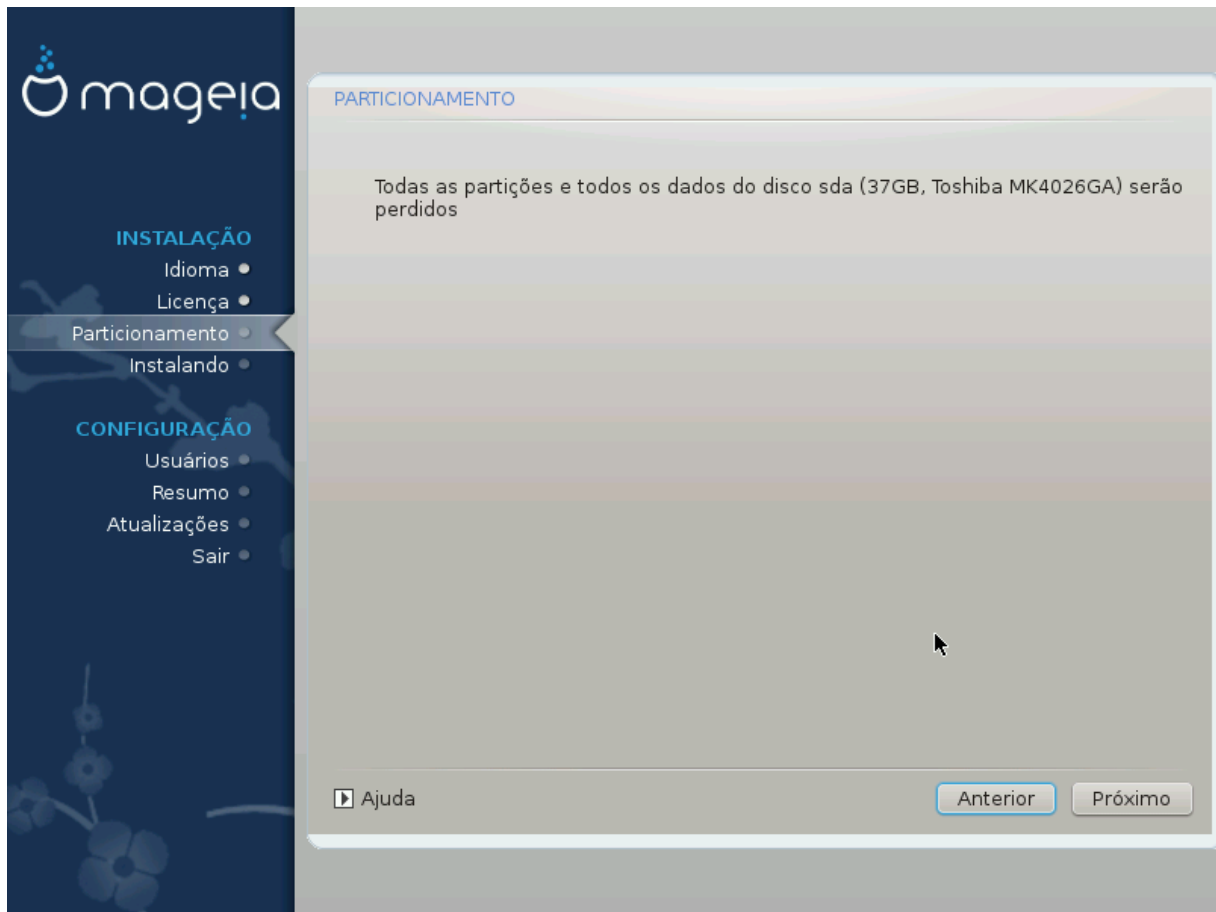 mageia
INSTALAÇÃO
Idioma
Licença
Particionamento
Instalando
CONFIGURAÇÃO
Usuários
Resumo
Atualizações
Sair
PARTICIONAMENTO
Todas as partições e todos os dados do disco sda (37GB, Toshiba MK4026GA) serão
perdidos
Ajuda
Anterior
Próximo